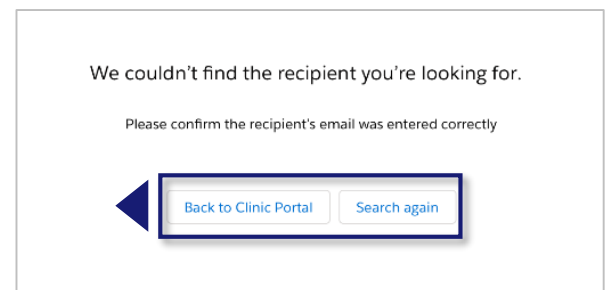 We couldn't find the recipient you're looking for.
Please confirm the recipient's email was entered correctly
Back to Clinic Portal Search again